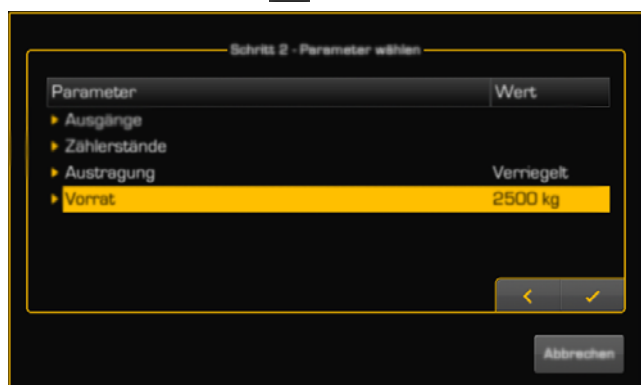 Schritt 2 - Parameter wählen
Parameter Wert
Ausgänge
Zählerstände
Austragung Verriegelt
Vorrat 2500 kg
Abbrechen